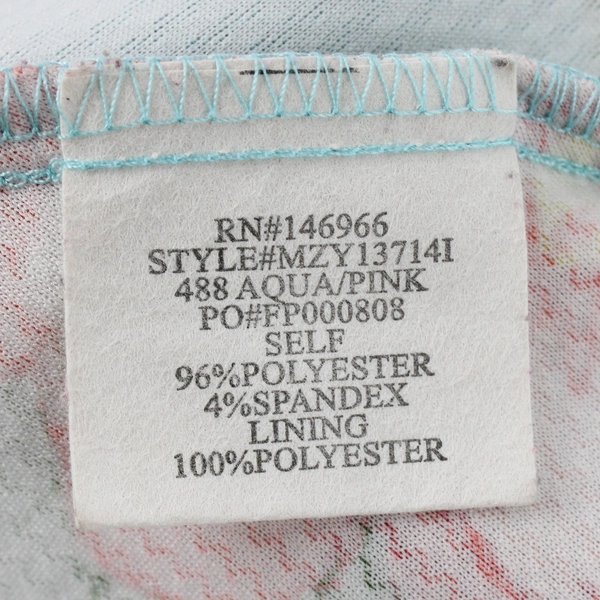 RN#146966
STYLE#MZY13714I
488 AQUA/PINK
PO#FP000808
SELF
96%POLYESTER
4%SPANDEX
LINING
100%POLYESTER